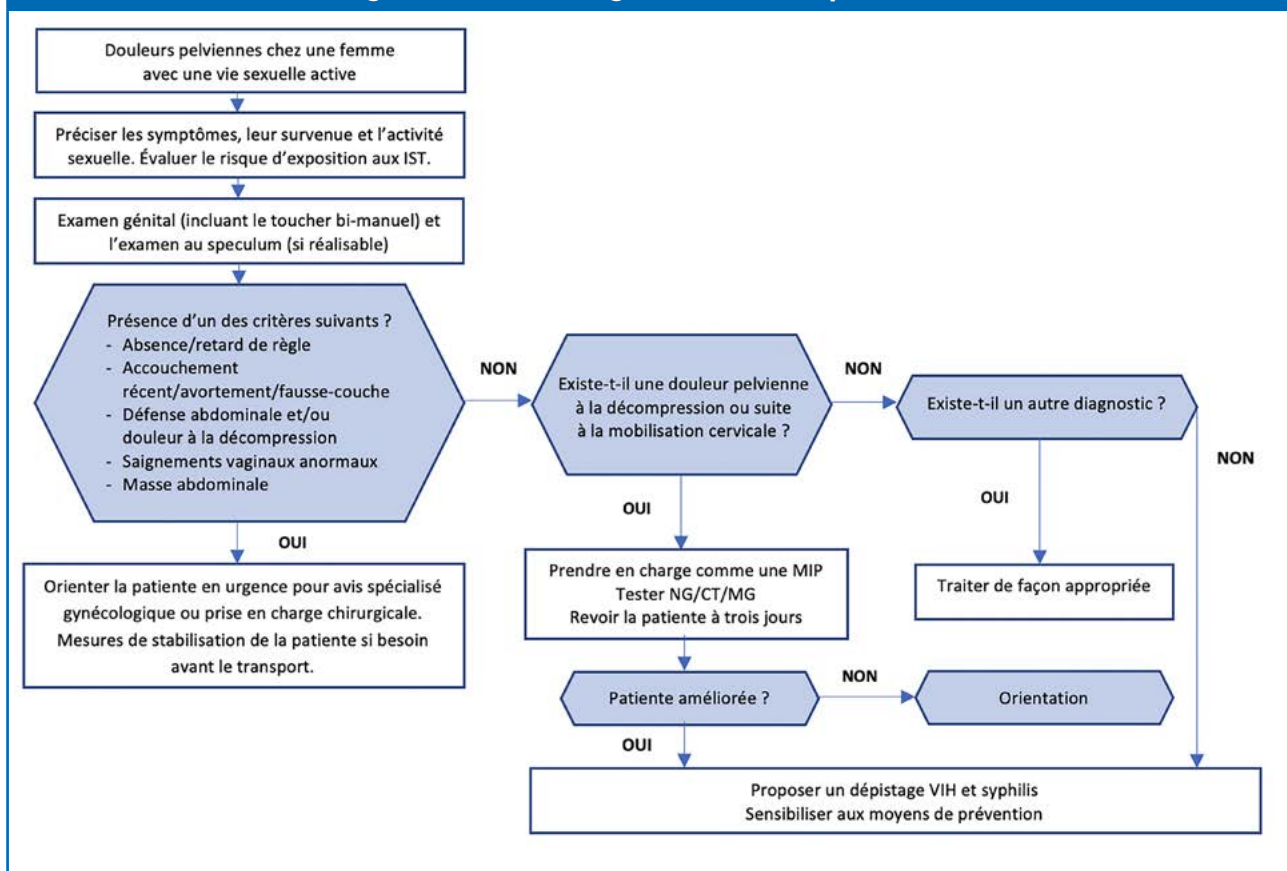 Douleurs pelviennes chez une femme
avec une vie sexuelle active
Préciser les symptômes, leur survenue et l'activité
sexuelle. Évaluer le risque d'exposition aux IST.
Examen génital (incluant le toucher bi-manuel) et
l'examen au speculum (si réalisable)
Présence d'un des critères suivants ?
- Absence/retard de règle
- Accouchement
récent/avortement/fausse-couche
- Défense abdominale et/ou
douleur à la décompression
- Saignements vaginaux anormaux
- Masse abdominale
OUI
Orienter la patiente en urgence pour avis spécialisé
gynécologique ou prise en charge chirurgicale.
Mesures de stabilisation de la patiente si besoin
avant le transport.
NON
Existe-t-il une douleur pelvienne
à la décompression ou suite
à la mobilisation cervicale ?
OUI
Prendre en charge comme une MIP
Tester NG/CT/MG
Revoir la patiente à trois jours
Patiente améliorée ?
NON
Orientation
OUI
NON
Existe-t-il un autre diagnostic ?
OUI
Traiter de façon appropriée
NON
Proposer un dépistage VIH et syphilis
Sensibiliser aux moyens de prévention